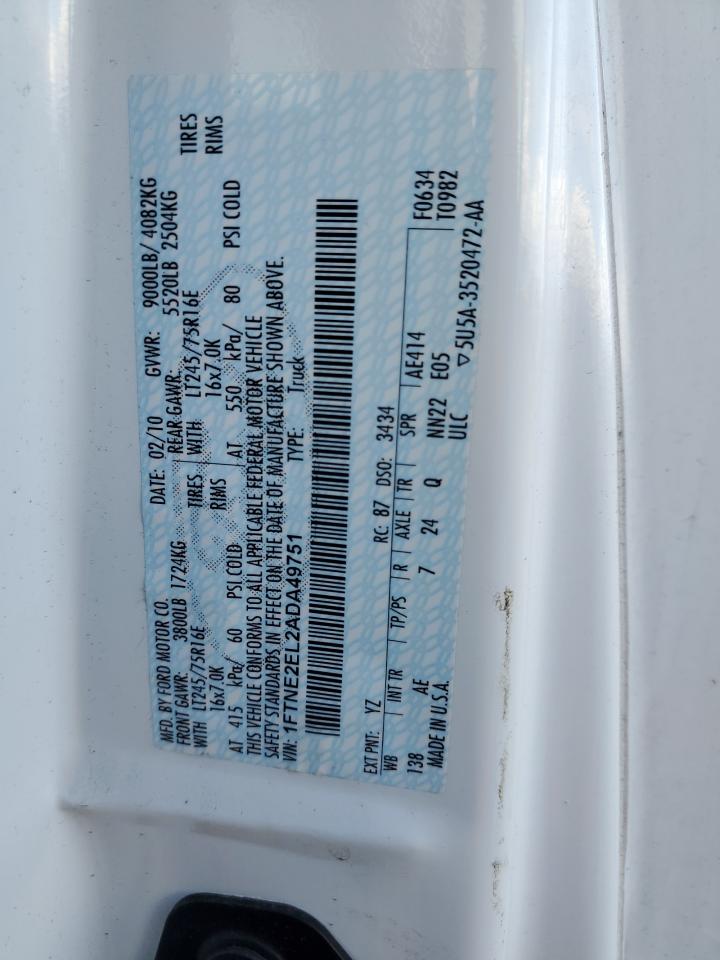 MFD. BY FORD MOTOR CO. DATE: 02/10 GVWR: 9000LB/ 4082KG
FRONT GAWR: 3800LB 1724KG REAR GAWR: 5520LB 2504KG
WITH LT245/75R16E TIRES WITH LT245/75R16E TIRES
16x7.0K RIMS 16x7.0K RIMS
AT 415 kPa/ 60 PSI COLD AT 550 kPa/ 80 PSI COLD
THIS VEHICLE CONFORMS TO ALL APPLICABLE FEDERAL MOTOR VEHICLE
SAFETY STANDARDS IN EFFECT ON THE DATE OF MANUFACTURE SHOWN ABOVE.
VIN: 1FTNE2EL2ADA49751 TYPE: Truck
EXT PNT: YZ RC: 87 DSO: 3434 F0634
WB INT TR TP/PS R AXLE TR SPR AE414 T0982
138 AE 7 24 Q NN22 E05
MADE IN U.S.A. ULC ▽5U5A-3520472-AA